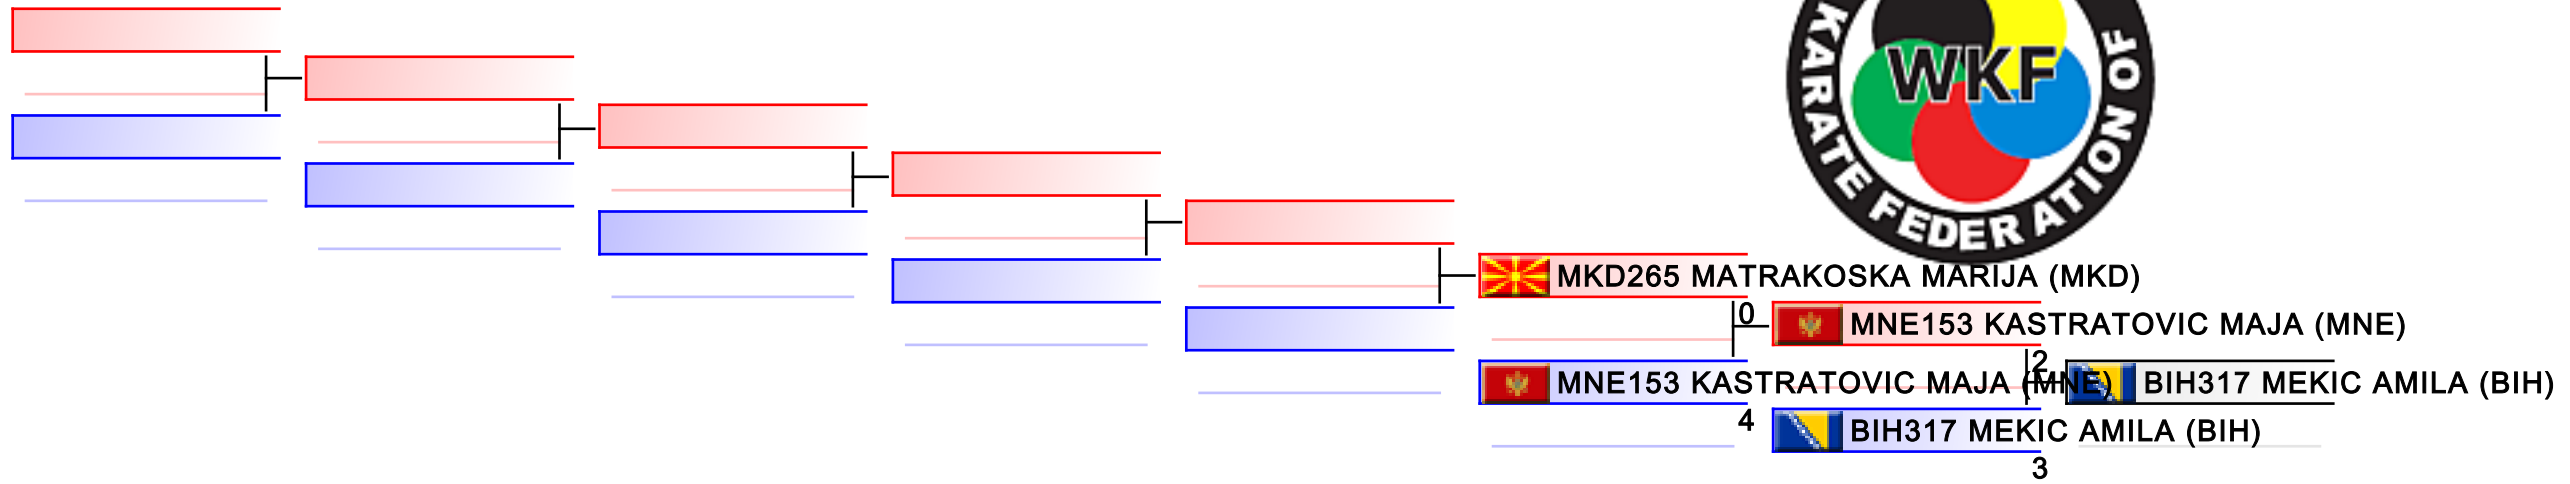 WKF
KARATE FEDERATION OF
MKD265 MATRAKOSKA MARIJA (MKD)
0
MNE153 KASTRATOVIC MAJA (MNE)
2
MNE153 KASTRATOVIC MAJA (MNE)
BIH317 MEKIC AMILA (BIH)
4
BIH317 MEKIC AMILA (BIH)
3